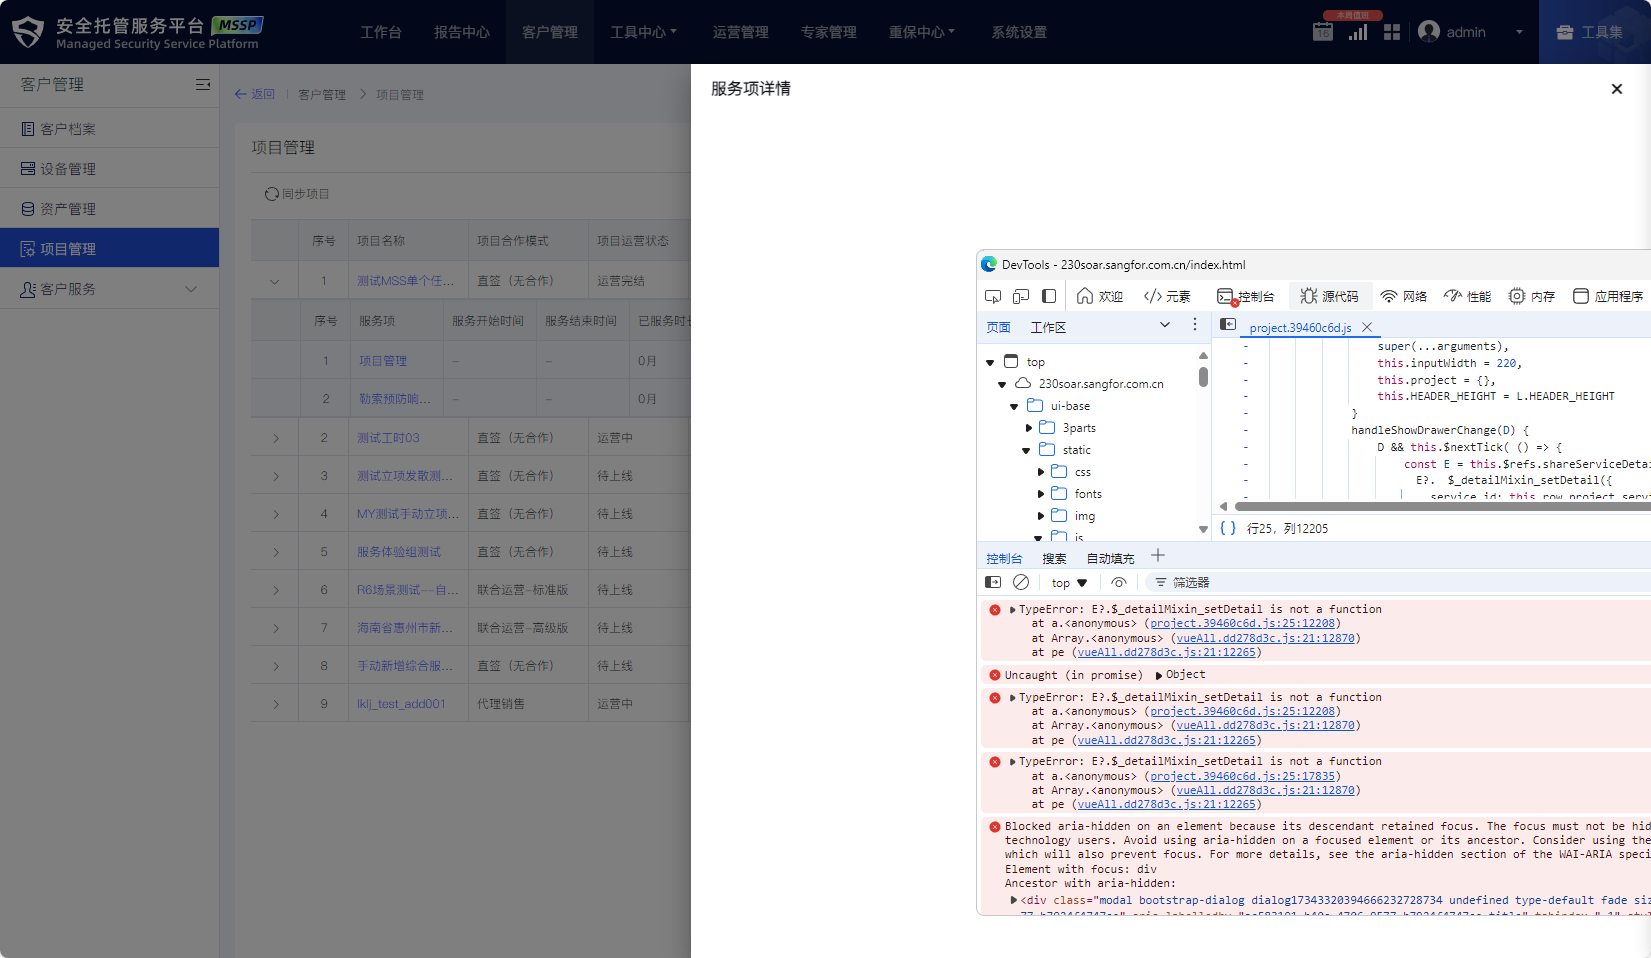 安全托管服务平台 MSSP
Managed Security Service Platform
工作台
报告中心
客户管理
工具中心
运营管理
专家管理
重保中心
系统设置
本周值班
16
admin
工具集
客户管理
客户档案
设备管理
资产管理
项目管理
客户服务
返回
客户管理
项目管理
项目管理
同步项目
序号 项目名称 项目合作模式 项目运营状态
1 测试MSS单个任... 直签（无合作） 运营完结
序号 服务项 服务开始时间 服务结束时间 已服务时长
1 项目管理 – – 0月
2 勒索预防响... – – 0月
2 测试工时03 直签（无合作） 运营中
3 测试立项发散测... 直签（无合作） 待上线
4 MY测试手动立项... 直签（无合作） 待上线
5 服务体验组测试 直签（无合作） 待上线
6 R6场景测试--自... 联合运营–标准版 待上线
7 海南省惠州市新... 联合运营–高级版 待上线
8 手动新增综合服... 直签（无合作） 待上线
9 lklj_test_add001 代理销售 运营中
服务项详情
DevTools - 230soar.sangfor.com.cn/index.html
欢迎
元素
控制台
源代码
网络
性能
内存
应用程序
页面
工作区
project.39460c6d.js
top
230soar.sangfor.com.cn
ui-base
3parts
static
css
fonts
img
js
- super(...arguments),
- this.inputWidth = 220,
- this.project = {},
- this.HEADER_HEIGHT = L.HEADER_HEIGHT
- }
- handleShowDrawerChange(D) {
- D && this.$nextTick( () => {
- const E = this.$refs.shareServiceDetai
- E?. $_detailMixin_setDetail({
- service_id: this.row.project_servi
{ } 行25，列12205
控制台
搜索
自动填充
top
筛选器
TypeError: E?.$_detailMixin_setDetail is not a function
at a.<anonymous> (project.39460c6d.js:25:12208)
at Array.<anonymous> (vueAll.dd278d3c.js:21:12870)
at pe (vueAll.dd278d3c.js:21:12265)
Uncaught (in promise) Object
TypeError: E?.$_detailMixin_setDetail is not a function
at a.<anonymous> (project.39460c6d.js:25:12208)
at Array.<anonymous> (vueAll.dd278d3c.js:21:12870)
at pe (vueAll.dd278d3c.js:21:12265)
TypeError: E?.$_detailMixin_setDetail is not a function
at a.<anonymous> (project.39460c6d.js:25:17835)
at Array.<anonymous> (vueAll.dd278d3c.js:21:12870)
at pe (vueAll.dd278d3c.js:21:12265)
Blocked aria-hidden on an element because its descendant retained focus. The focus must not be hid
technology users. Avoid using aria-hidden on a focused element or its ancestor. Consider using the
which will also prevent focus. For more details, see the aria-hidden section of the WAI-ARIA speci
Element with focus: div
Ancestor with aria-hidden:
<div class="modal bootstrap-dialog dialog17343320394666232728734 undefined type-default fade siz